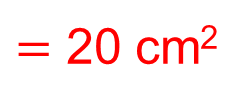 = 20 cm²